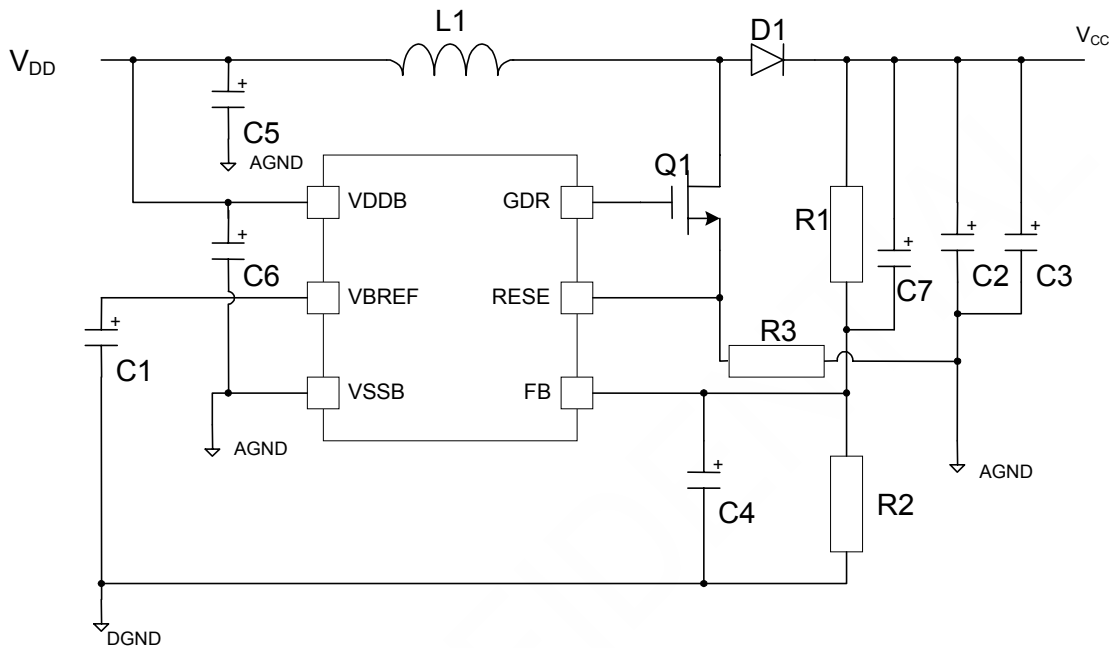 L1
D1
VCC
VDD
C5
AGND
Q1
VDDB
GDR
R1
C6
C7
C2
C3
VBREF
RESE
R3
C1
VSSB
FB
AGND
AGND
C4
R2
DGND